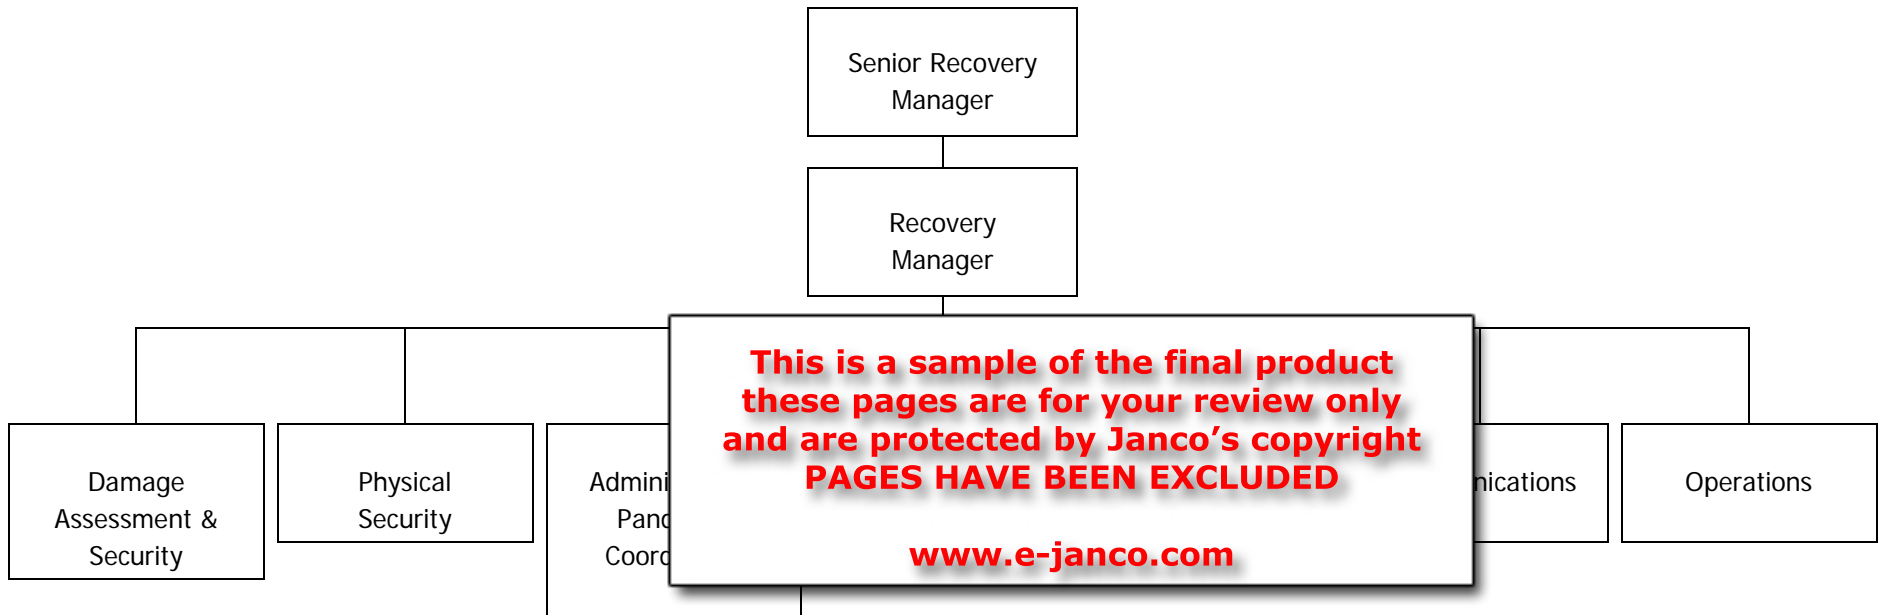 Senior Recovery
Manager
Recovery
Manager
This is a sample of the final product
these pages are for your review only
and are protected by Janco’s copyright
PAGES HAVE BEEN EXCLUDED
www.e-janco.com
Damage
Assessment &
Security
Physical
Security
Operations